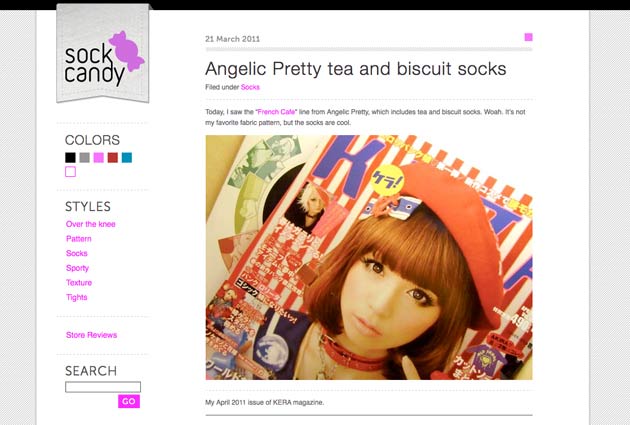 sock
candy
COLORS
STYLES
Over the knee
Pattern
Socks
Sporty
Texture
Tights
Store Reviews
SEARCH
GO
21 March 2011
Angelic Pretty tea and biscuit socks
Filed under Socks
Today, I saw the "French Cafe" line from Angelic Pretty, which includes tea and biscuit socks. Woah. It's not
my favorite fabric pattern, but the socks are cool.
ケラ!
My April 2011 issue of KERA magazine.